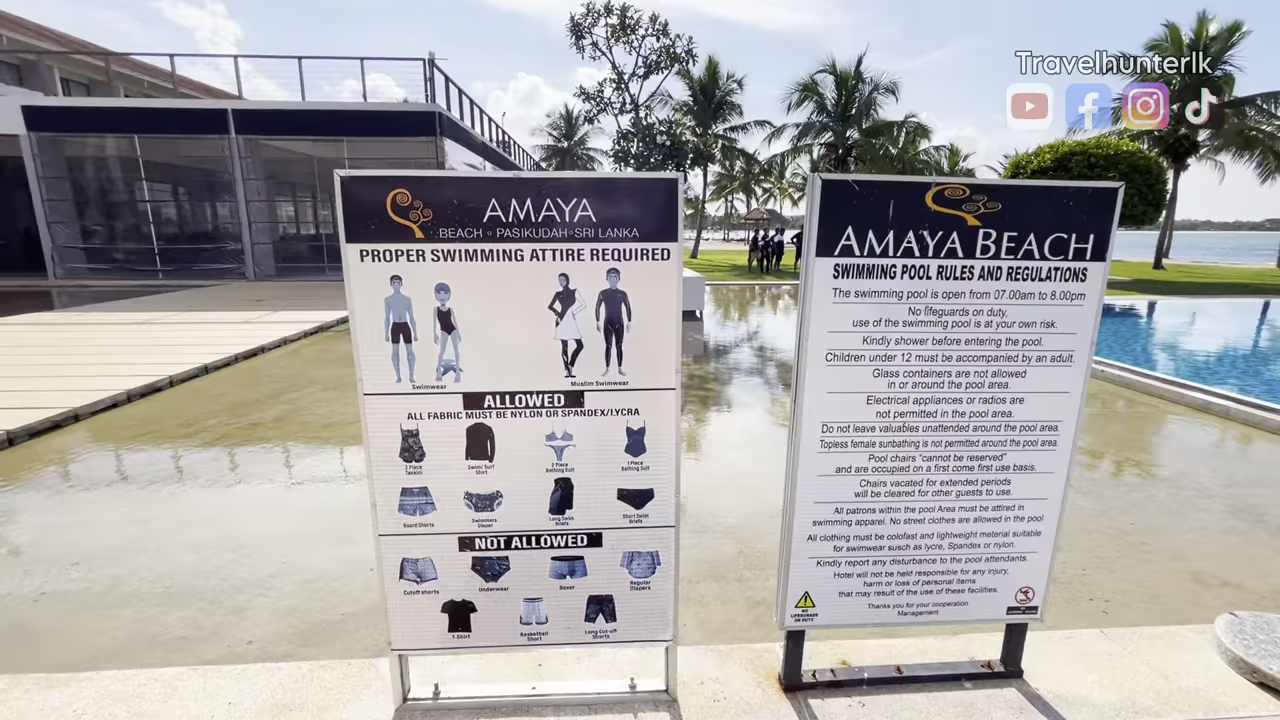 Travelhunterlk
AMAYA
BEACH • PASIKUDAH • SRI LANKA
PROPER SWIMMING ATTIRE REQUIRED
Swimwear
Muslim Swimwear
ALLOWED
ALL FABRIC MUST BE NYLON OR SPANDEX/LYCRA
2 Piece Tankini
Swim/ Surf Shirt
2 Piece Bathing Suit
1 Piece Bathing Suit
Board Shorts
Swimmers Diaper
Long Swim Briefs
Short Swim Briefs
NOT ALLOWED
Cutoff shorts
Underwear
Boxer
Regular Diapers
T-Shirt
Basketball Short
Long Cut-off Shorts
AMAYA BEACH
SWIMMING POOL RULES AND REGULATIONS
The swimming pool is open from 07.00am to 8.00pm
No lifeguards on duty,
use of the swimming pool is at your own risk.
Kindly shower before entering the pool.
Children under 12 must be accompanied by an adult.
Glass containers are not allowed
in or around the pool area.
Electrical appliances or radios are
not permitted in the pool area.
Do not leave valuables unattended around the pool area.
Topless female sunbathing is not permitted around the pool area.
Pool chairs “cannot be reserved”
and are occupied on a first come first use basis.
Chairs vacated for extended periods
will be cleared for other guests to use.
All patrons within the pool Area must be attired in
swimming apparel. No street clothes are allowed in the pool
All clothing must be colofast and lightweight meterial suitable
for swimwear susch as lycre, Spandex or nylon.
Kindly report any disturbance to the pool attendants.
Hotel will not be held responsible for any injury,
harm or loss of personal items
that may result of the use of these facilities.
Thanks you for your cooperation
Management
NO
LIFEGUARDS
ON DUTY